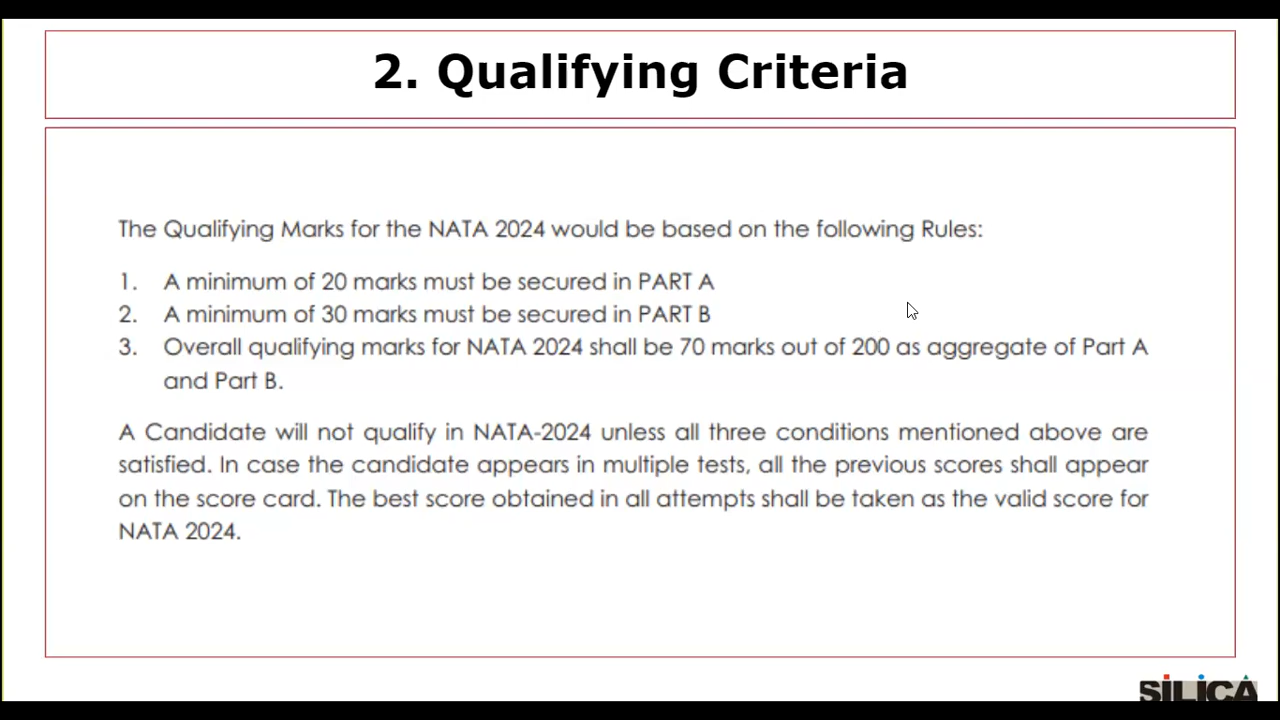 2. Qualifying Criteria
The Qualifying Marks for the NATA 2024 would be based on the following Rules:
1. A minimum of 20 marks must be secured in PART A
2. A minimum of 30 marks must be secured in PART B
3. Overall qualifying marks for NATA 2024 shall be 70 marks out of 200 as aggregate of Part A
and Part B.
A Candidate will not qualify in NATA-2024 unless all three conditions mentioned above are
satisfied. In case the candidate appears in multiple tests, all the previous scores shall appear
on the score card. The best score obtained in all attempts shall be taken as the valid score for
NATA 2024.
SiLiCA